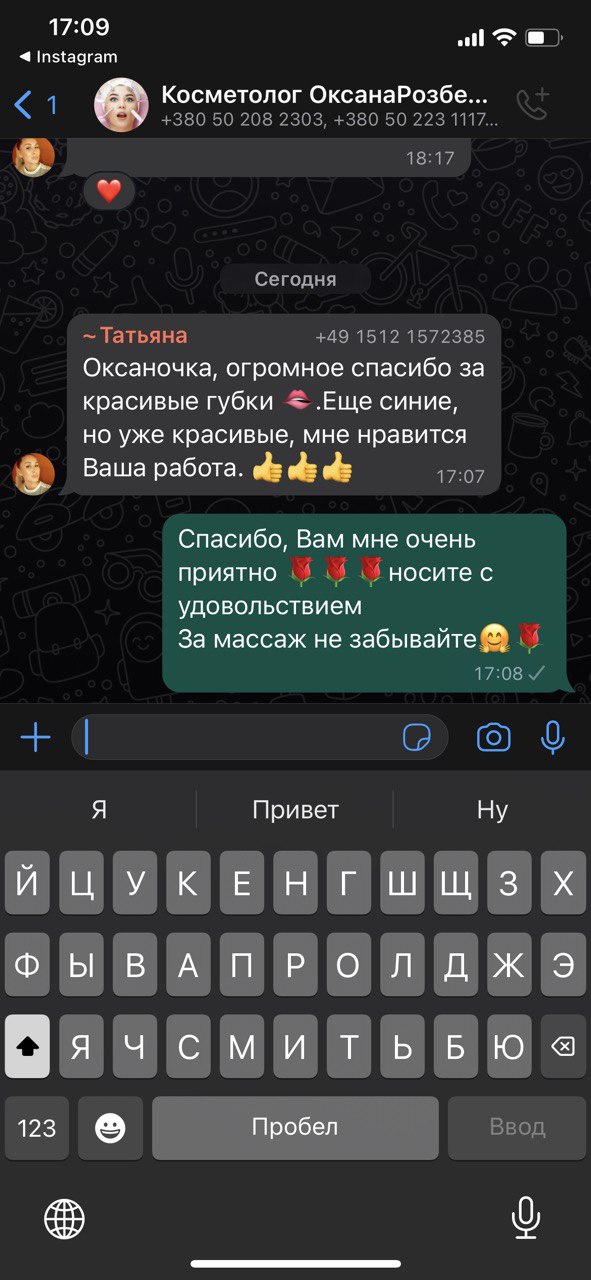 17:09
◀ Instagram
1
Косметолог ОксанаРозбе...
+380 50 208 2303, +380 50 223 1117...
18:17
❤️
Сегодня
~Татьяна
+49 1512 1572385
Оксаночка, огромное спасибо за
красивые губки 🫦.Еще синие,
но уже красивые, мне нравится
Ваша работа. 👍👍👍
17:07
Спасибо, Вам мне очень
приятно 🌹🌹🌹носите с
удовольствием
За массаж не забывайте🤗🌹
17:08
Я
Привет
Ну
Й Ц У К Е Н Г Ш Щ З Х
Ф Ы В А П Р О Л Д Ж Э
Я Ч С М И Т Ь Б Ю
123
Пробел
Ввод